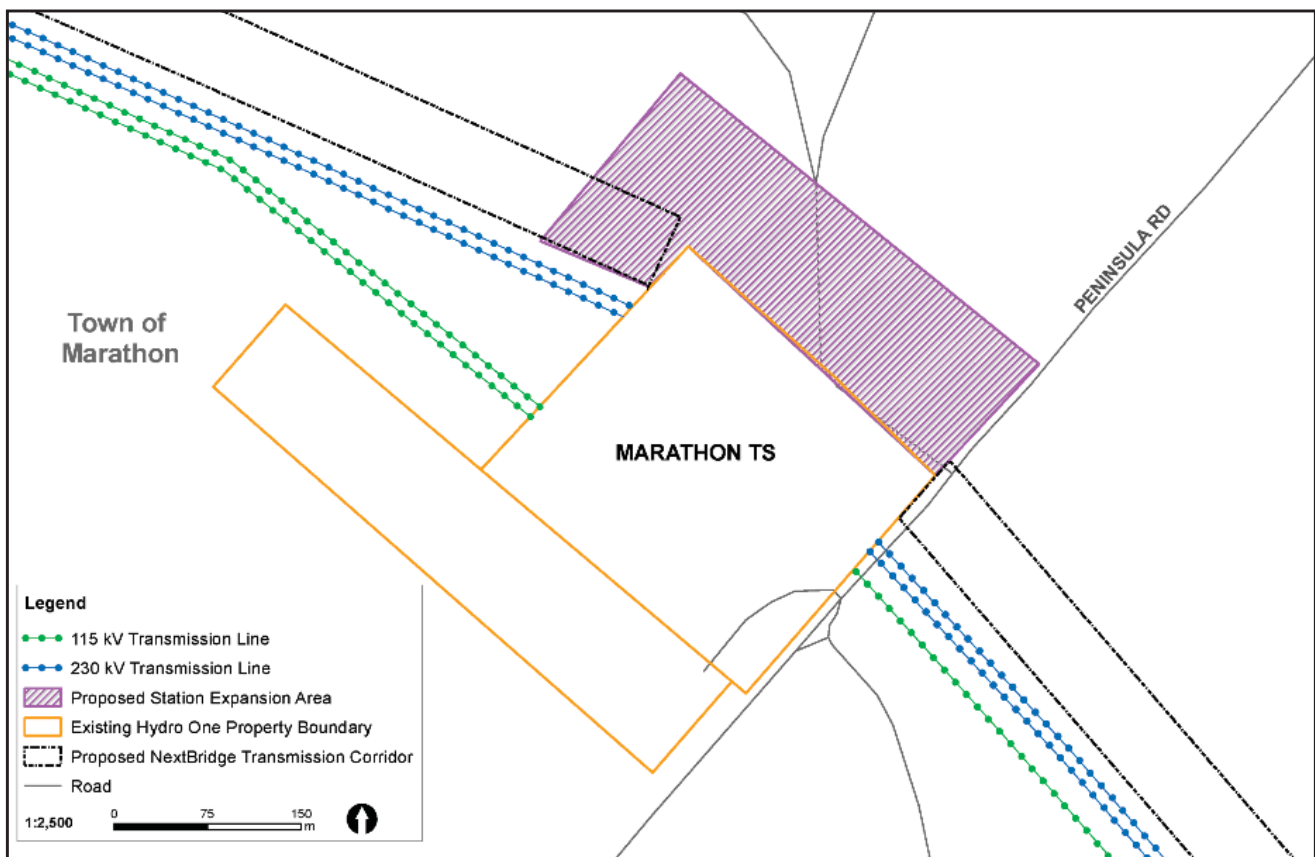 PENINSULA RD
Town of
Marathon
MARATHON TS
Legend
115 kV Transmission Line
230 kV Transmission Line
Proposed Station Expansion Area
Existing Hydro One Property Boundary
Proposed NextBridge Transmission Corridor
Road
1:2,500
0 75 150
m